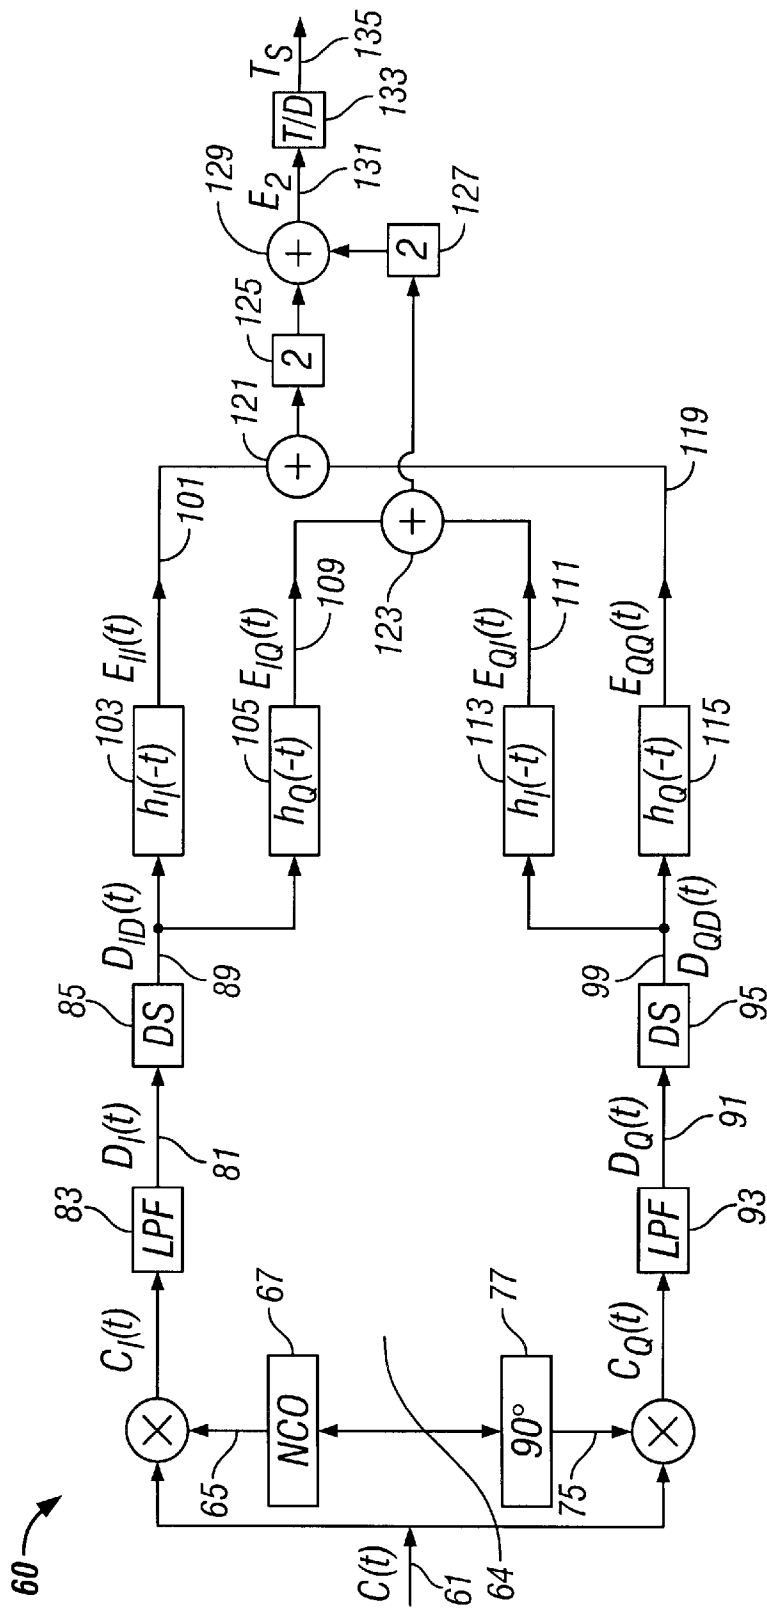 60
C(t)
61
64
65
NCO
67
90°
77
75
C_I(t)
C_Q(t)
LPF
83
D_I(t)
81
DS
85
D_ID(t)
89
LPF
93
D_Q(t)
91
DS
95
D_QD(t)
99
h_I(-t)
103
E_II(t)
101
h_Q(-t)
105
E_IQ(t)
109
h_I(-t)
113
E_QI(t)
111
h_Q(-t)
115
E_QQ(t)
119
+
121
+
123
2
125
2
127
+
129
E_2
131
T/D
133
T_S
135